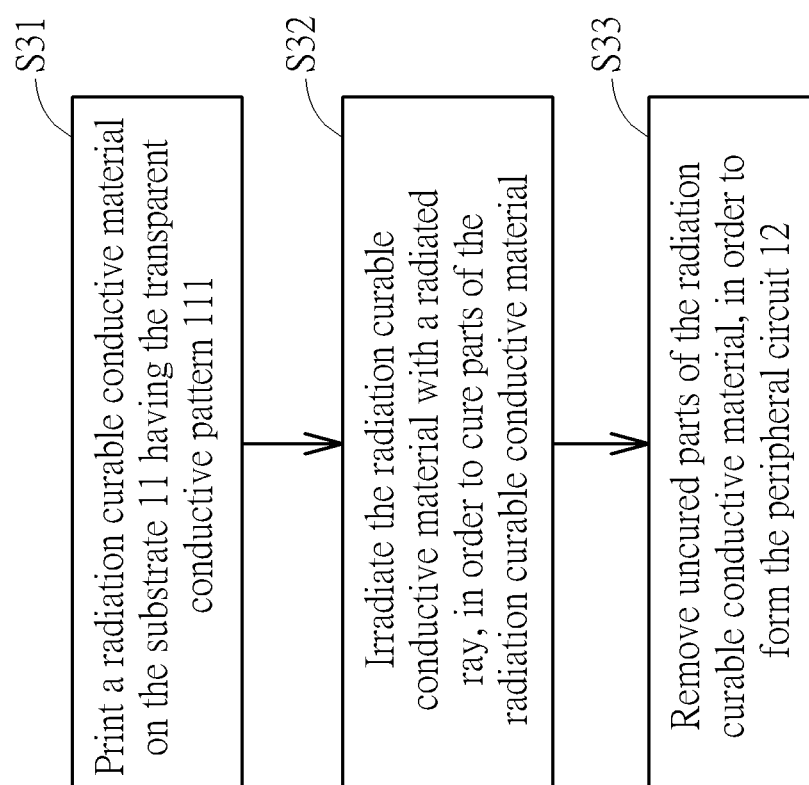 S31
Print a radiation curable conductive material
on the substrate 11 having the transparent
conductive pattern 111
S32
Irradiate the radiation curable
conductive material with a radiated
ray, in order to cure parts of the
radiation curable conductive material
S33
Remove uncured parts of the radiation
curable conductive material, in order to
form the peripheral circuit 12